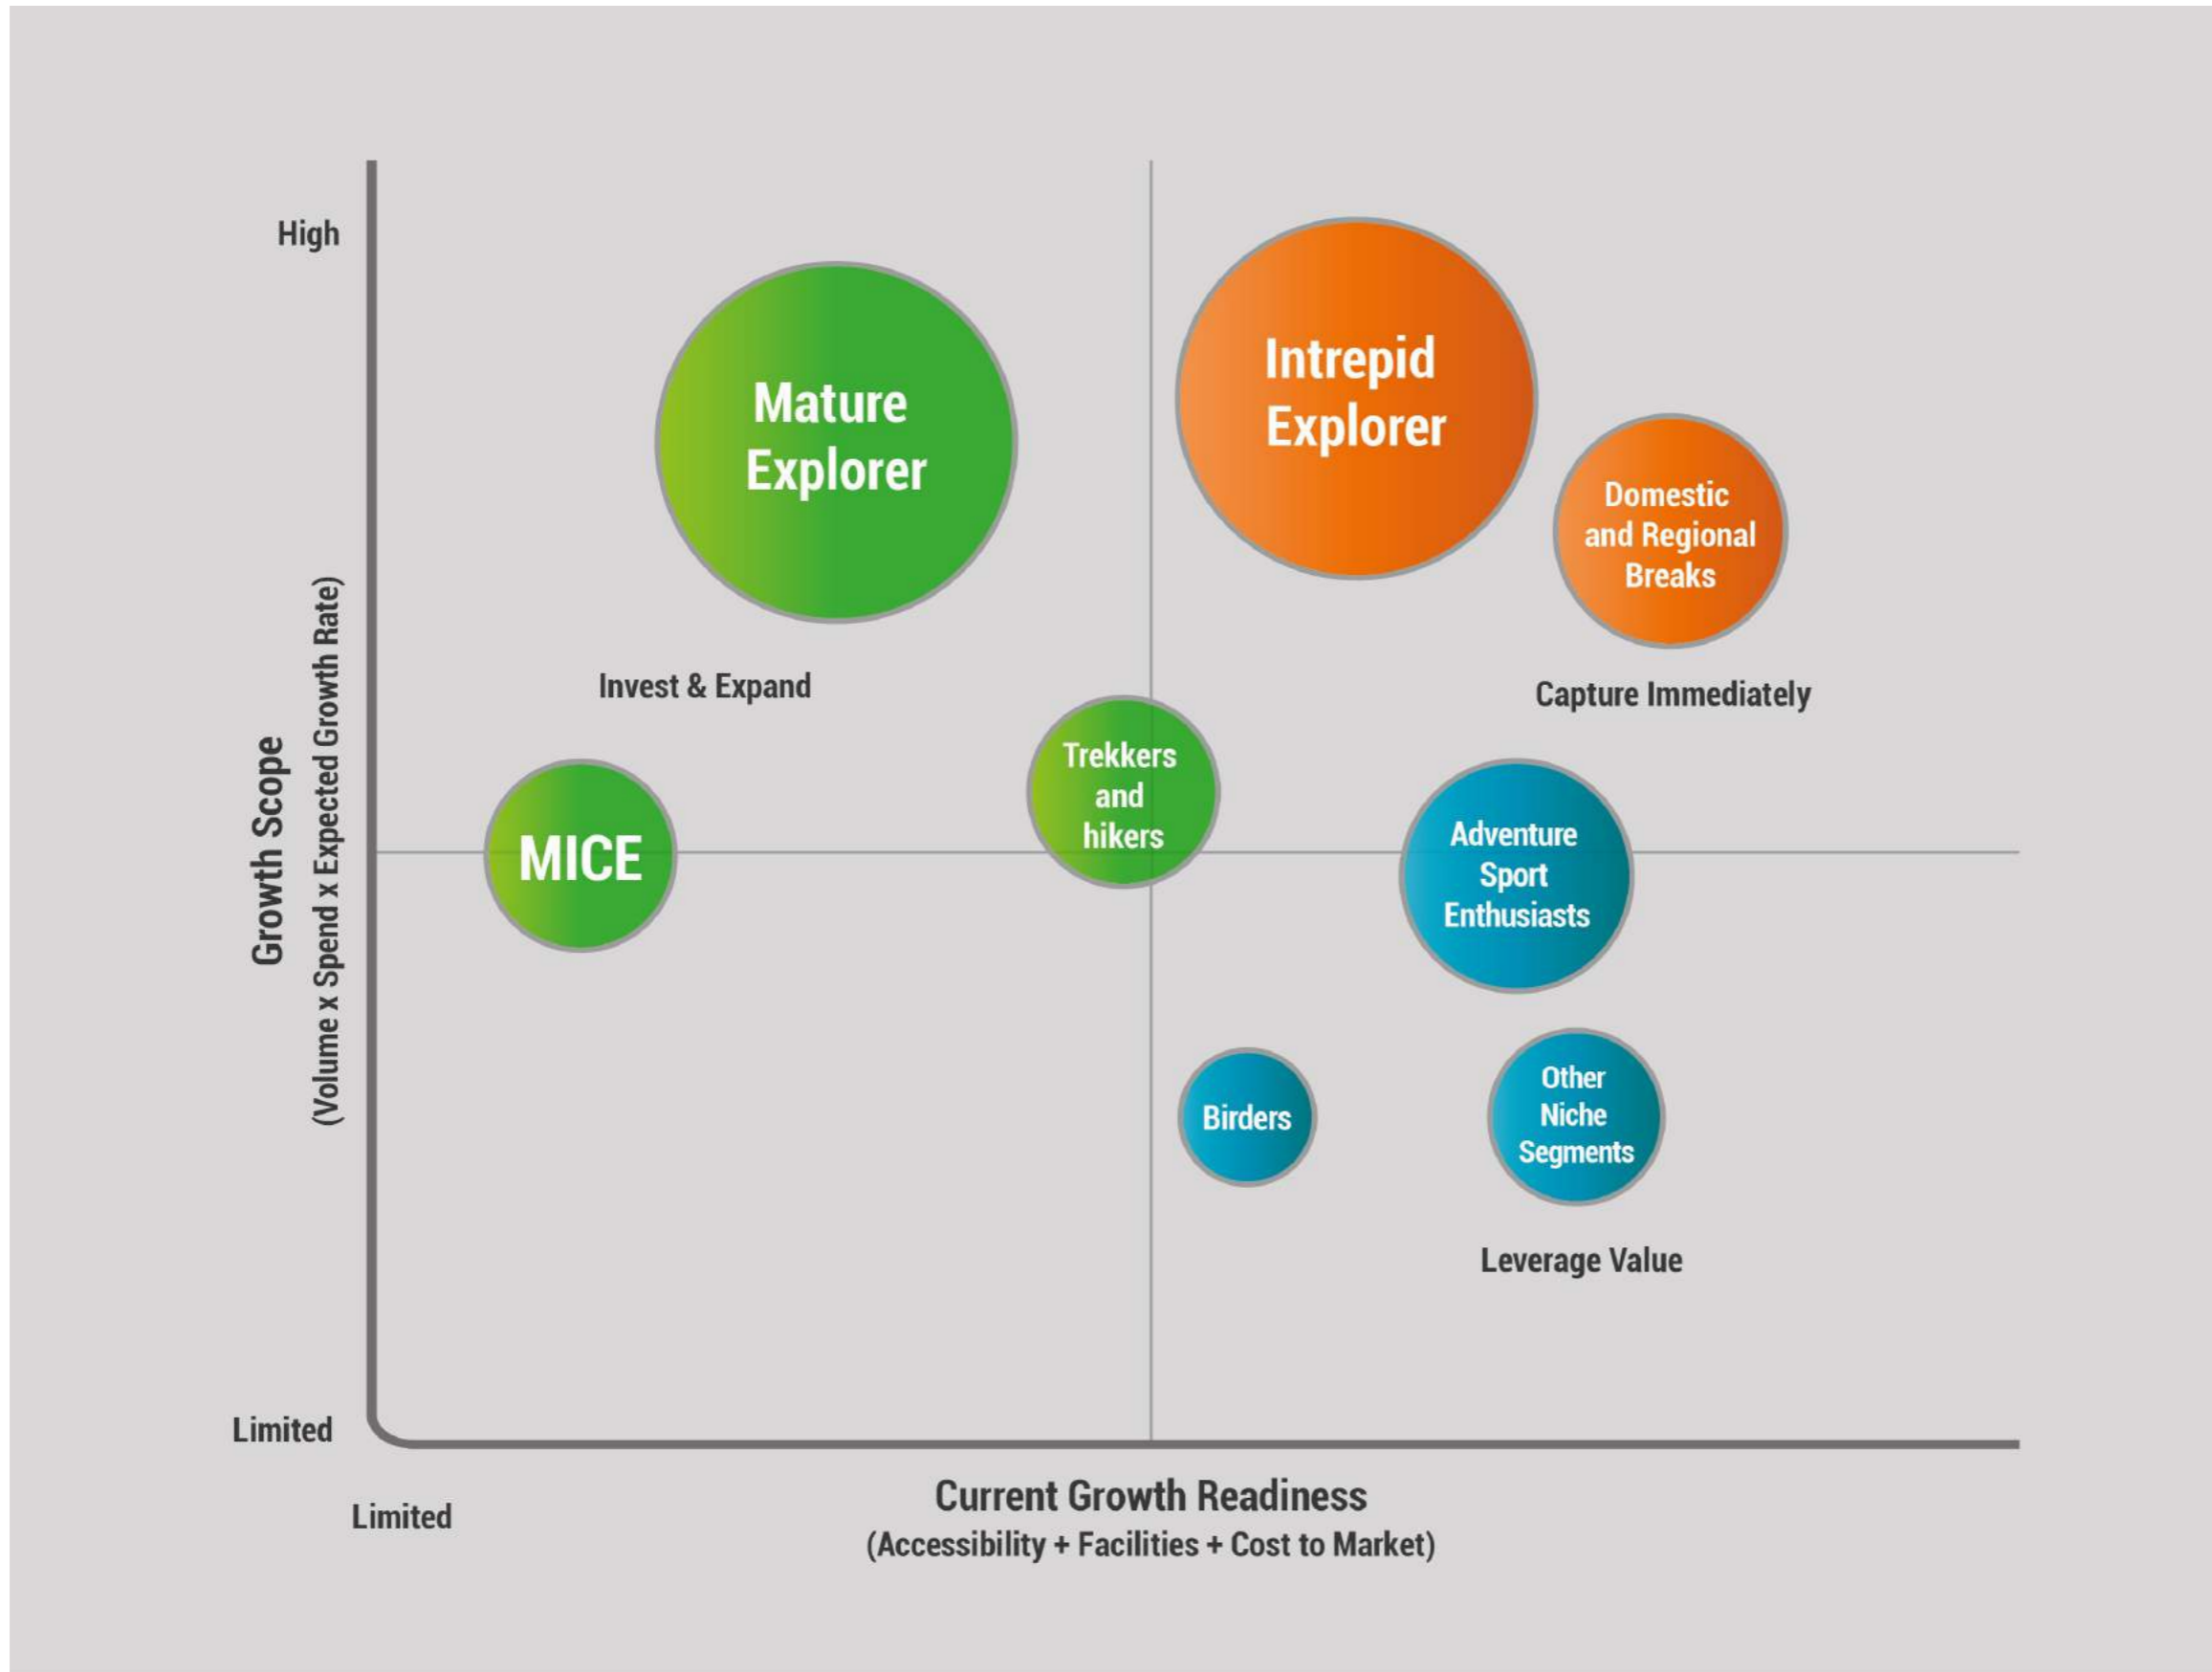 High
Mature
Explorer
Intrepid
Explorer
Domestic
and Regional
Breaks
Invest & Expand
Capture Immediately
Growth Scope
(Volume x Spend x Expected Growth Rate)
MICE
Trekkers
and
hikers
Adventure
Sport
Enthusiasts
Birders
Other
Niche
Segments
Leverage Value
Limited
Limited
Current Growth Readiness
(Accessibility + Facilities + Cost to Market)